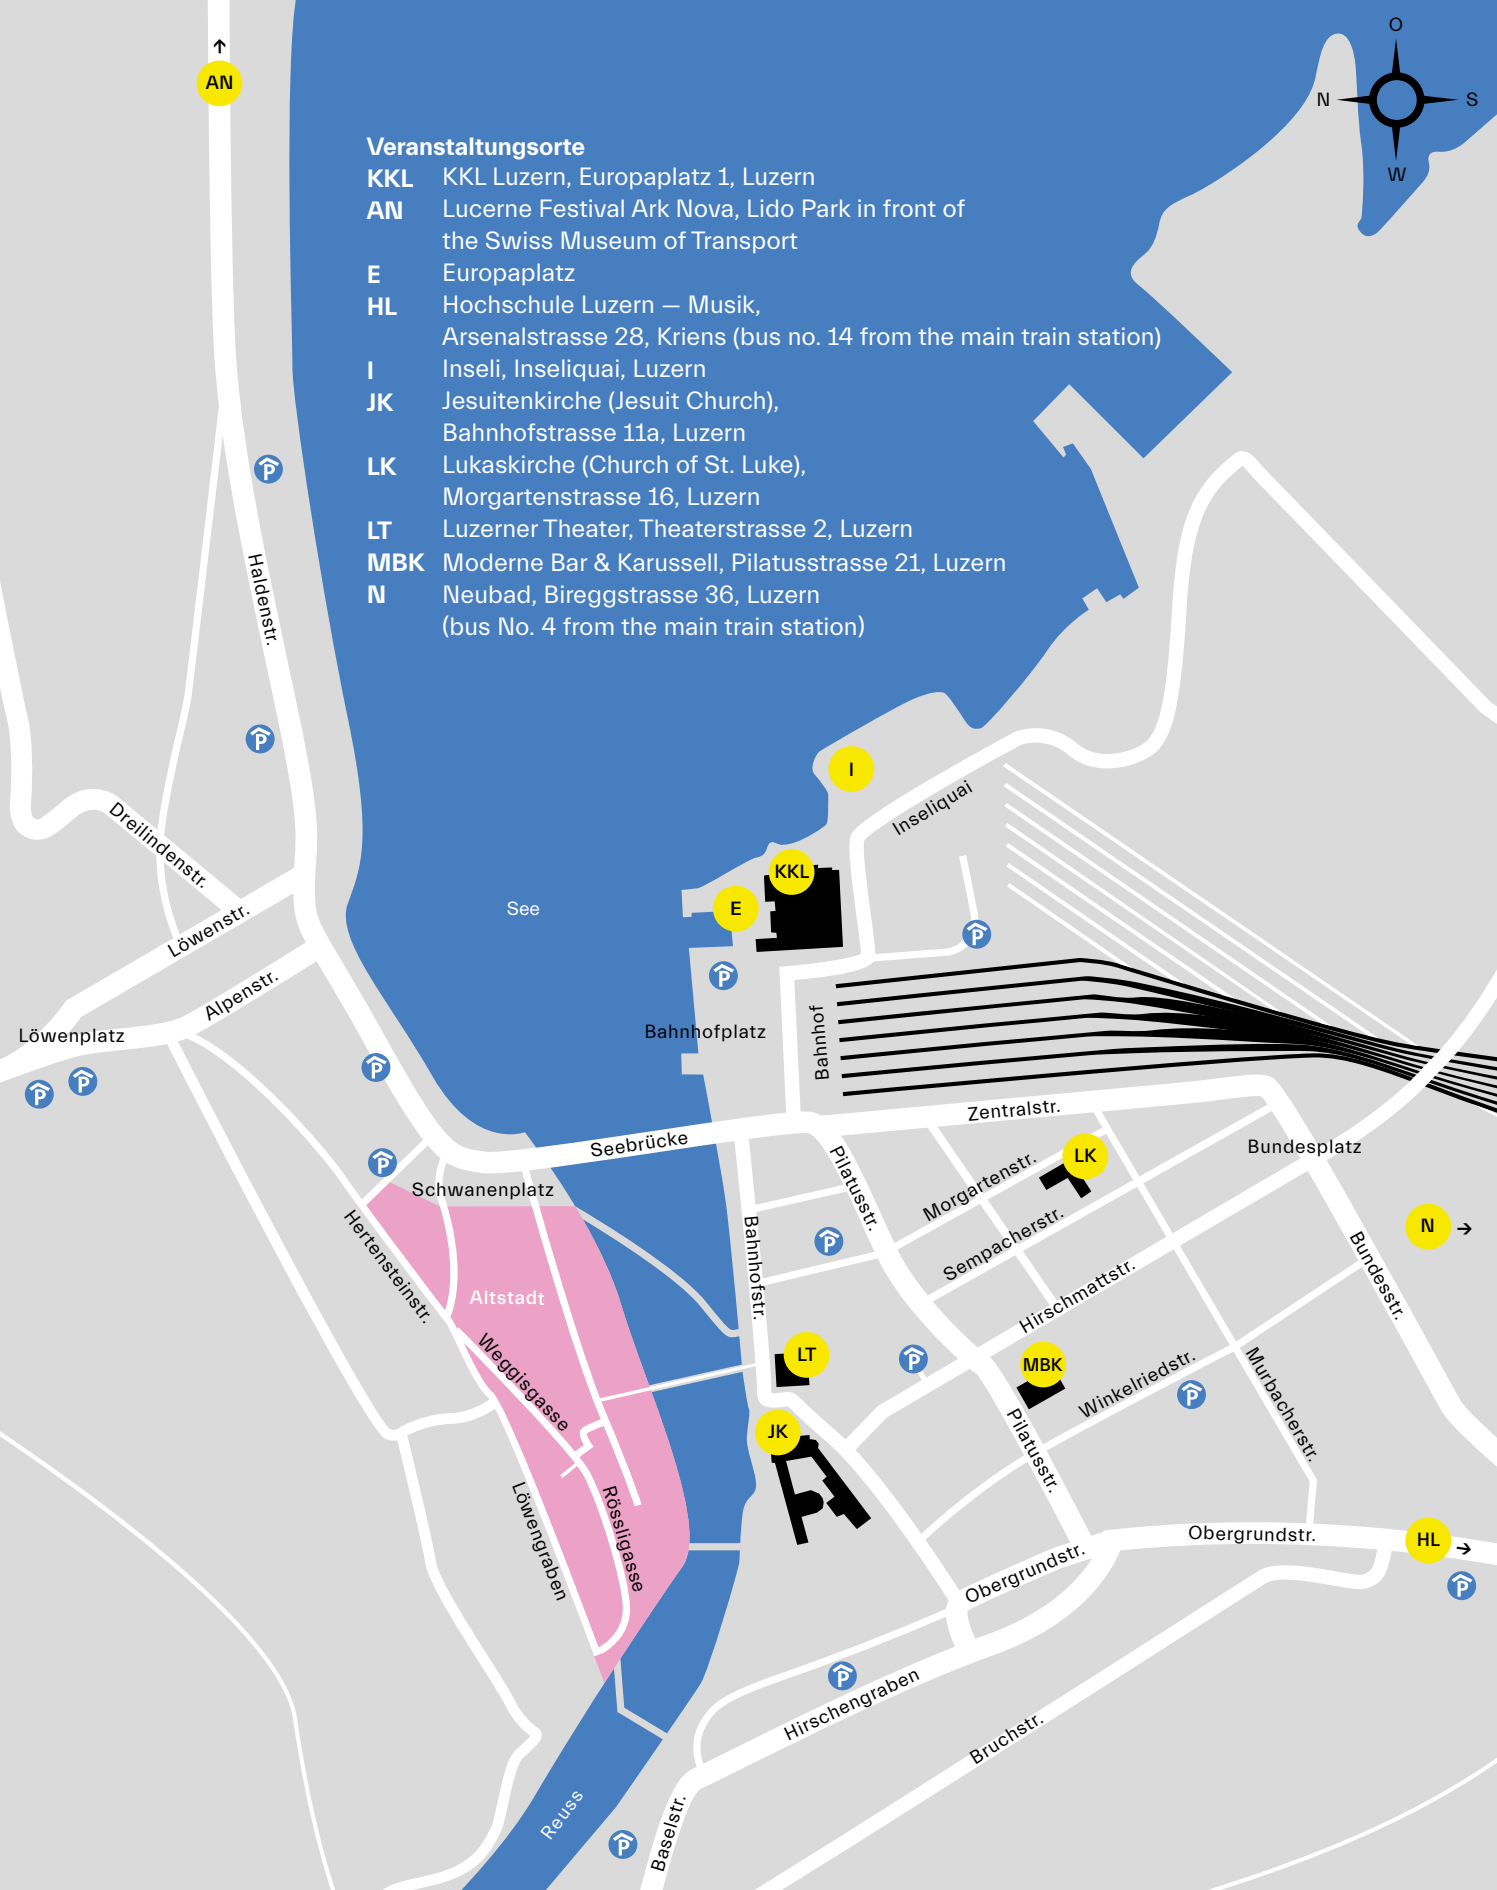 O
↑
AN
N
S
W
Veranstaltungsorte
KKL KKL Luzern, Europaplatz 1, Luzern
AN Lucerne Festival Ark Nova, Lido Park in front of
the Swiss Museum of Transport
E Europaplatz
HL Hochschule Luzern — Musik,
Arsenalstrasse 28, Kriens (bus no. 14 from the main train station)
I Inseli, Inseliquai, Luzern
JK Jesuitenkirche (Jesuit Church),
Bahnhofstrasse 11a, Luzern
LK Lukaskirche (Church of St. Luke),
Morgartenstrasse 16, Luzern
LT Luzerner Theater, Theaterstrasse 2, Luzern
MBK Moderne Bar & Karussell, Pilatusstrasse 21, Luzern
N Neubad, Bireggstrasse 36, Luzern
(bus No. 4 from the main train station)
P
Haldenstr.
P
I
Inseliquai
Dreilindenstr.
KKL
E
See
Löwenstr.
P
P
Alpenstr.
Bahnhofplatz
Bahnhof
Löwenplatz
P
P
P
Zentralstr.
Seebrücke
Bundesplatz
P
LK
Pilatusstr.
Morgartenstr.
Schwanenplatz
N →
Hertensteinstr.
Bahnhofstr.
P
Sempacherstr.
Bundesstr.
Altstadt
Hirschmattstr.
Weggisgasse
LT
P
MBK
Winkelriedstr.
P
Murbacherstr.
JK
Pilatusstr.
Löwengraben
Rössligasse
Obergrundstr.
HL →
Obergrundstr.
P
P
Hirschengraben
Bruchstr.
Reuss
P
Baselstr.